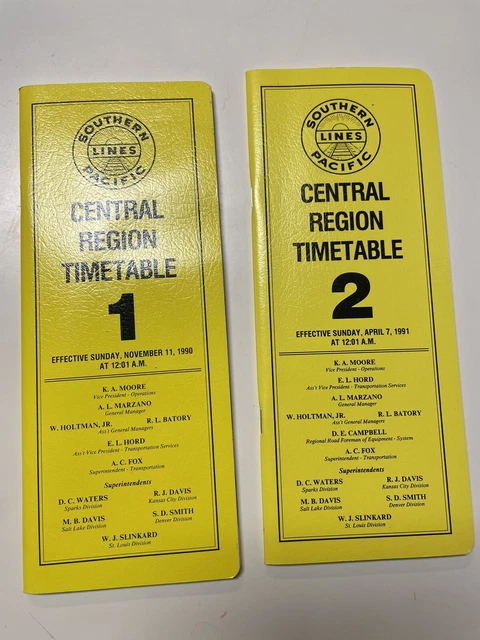 SOUTHERN
LINES
PACIFIC
CENTRAL
REGION
TIMETABLE
1
EFFECTIVE SUNDAY, NOVEMBER 11, 1990
AT 12:01 A.M.
K. A. MOORE
Vice President - Operations
A. L. MARZANO
General Manager
W. HOLTMAN, JR. R. L. BATORY
Ass't General Managers
E. L. HORD
Ass't Vice President - Transportation Services
A. C. FOX
Superintendent - Transportation
Superintendents
D. C. WATERS R. J. DAVIS
Sparks Division Kansas City Division
M. B. DAVIS S. D. SMITH
Salt Lake Division Denver Division
W. J. SLINKARD
St. Louis Division
SOUTHERN
LINES
PACIFIC
CENTRAL
REGION
TIMETABLE
2
EFFECTIVE SUNDAY, APRIL 7, 1991
AT 12:01 A.M.
K. A. MOORE
Vice President - Operations
E. L. HORD
Ass't Vice President - Transportation Services
A. L. MARZANO
General Manager
W. HOLTMAN, JR. R. L. BATORY
Ass't General Managers
D. E. CAMPBELL
Regional Road Foreman of Equipment - System
A. C. FOX
Superintendent - Transportation
Superintendents
D. C. WATERS R. J. DAVIS
Sparks Division Kansas City Division
M. B. DAVIS S. D. SMITH
Salt Lake Division Denver Division
W. J. SLINKARD
St. Louis Division